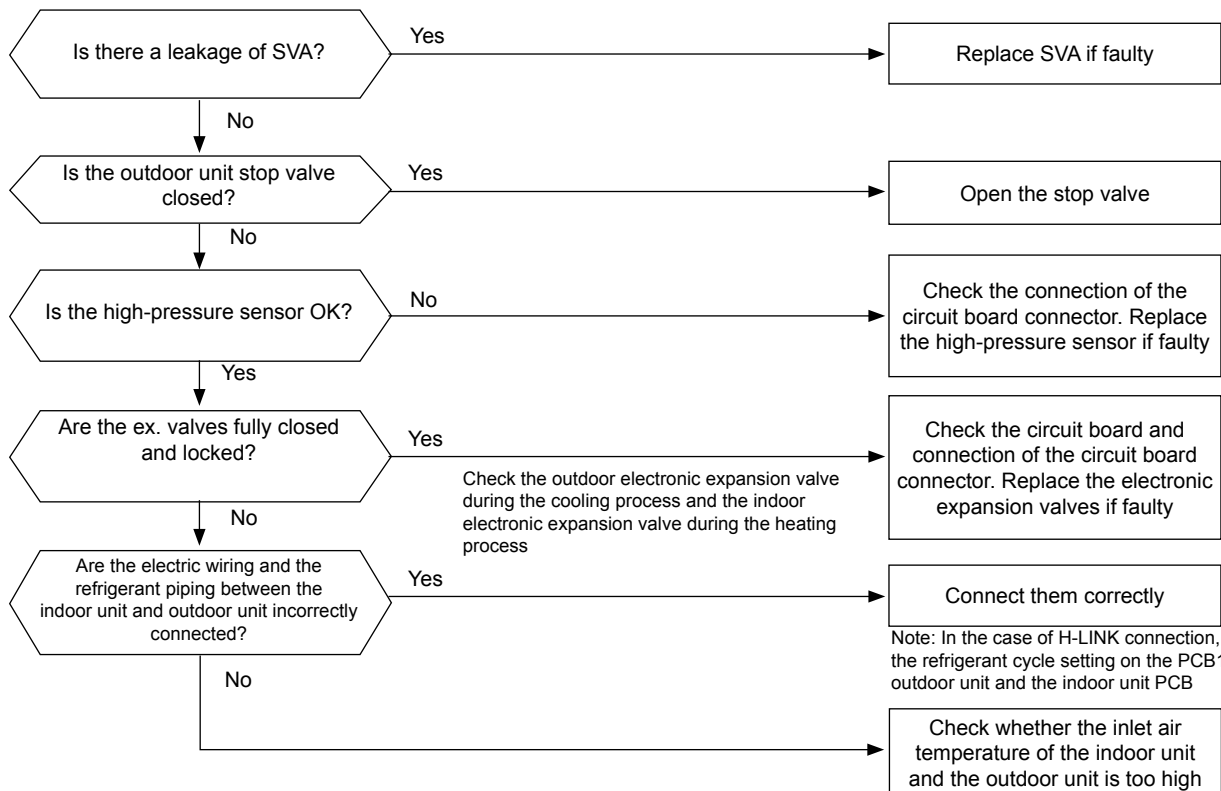 Is there a leakage of SVA?
Yes
Replace SVA if faulty
No
Is the outdoor unit stop valve
closed?
Yes
Open the stop valve
No
Is the high-pressure sensor OK?
No
Check the connection of the
circuit board connector. Replace
the high-pressure sensor if faulty
Yes
Are the ex. valves fully closed
and locked?
Yes
Check the outdoor electronic expansion valve
during the cooling process and the indoor
electronic expansion valve during the heating
process
Check the circuit board and
connection of the circuit board
connector. Replace the electronic
expansion valves if faulty
No
Are the electric wiring and the
refrigerant piping between the
indoor unit and outdoor unit incorrectly
connected?
Yes
Connect them correctly
Note: In the case of H-LINK connection,
the refrigerant cycle setting on the PCB1
outdoor unit and the indoor unit PCB
No
Check whether the inlet air
temperature of the indoor unit
and the outdoor unit is too high